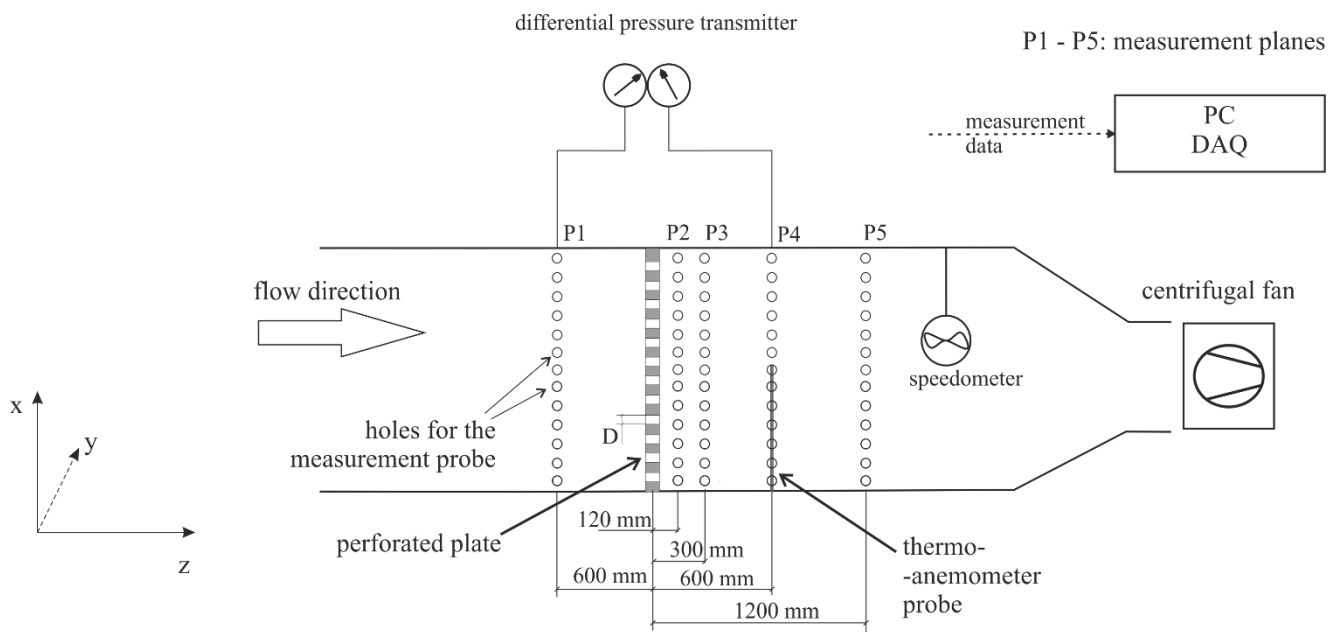 differential pressure transmitter
P1 - P5: measurement planes
measurement
data
PC
DAQ
P1
P2
P3
P4
P5
flow direction
centrifugal fan
speedometer
x
y
z
holes for the
measurement probe
D
perforated plate
120 mm
300 mm
600 mm
600 mm
1200 mm
thermo-
-anemometer
probe